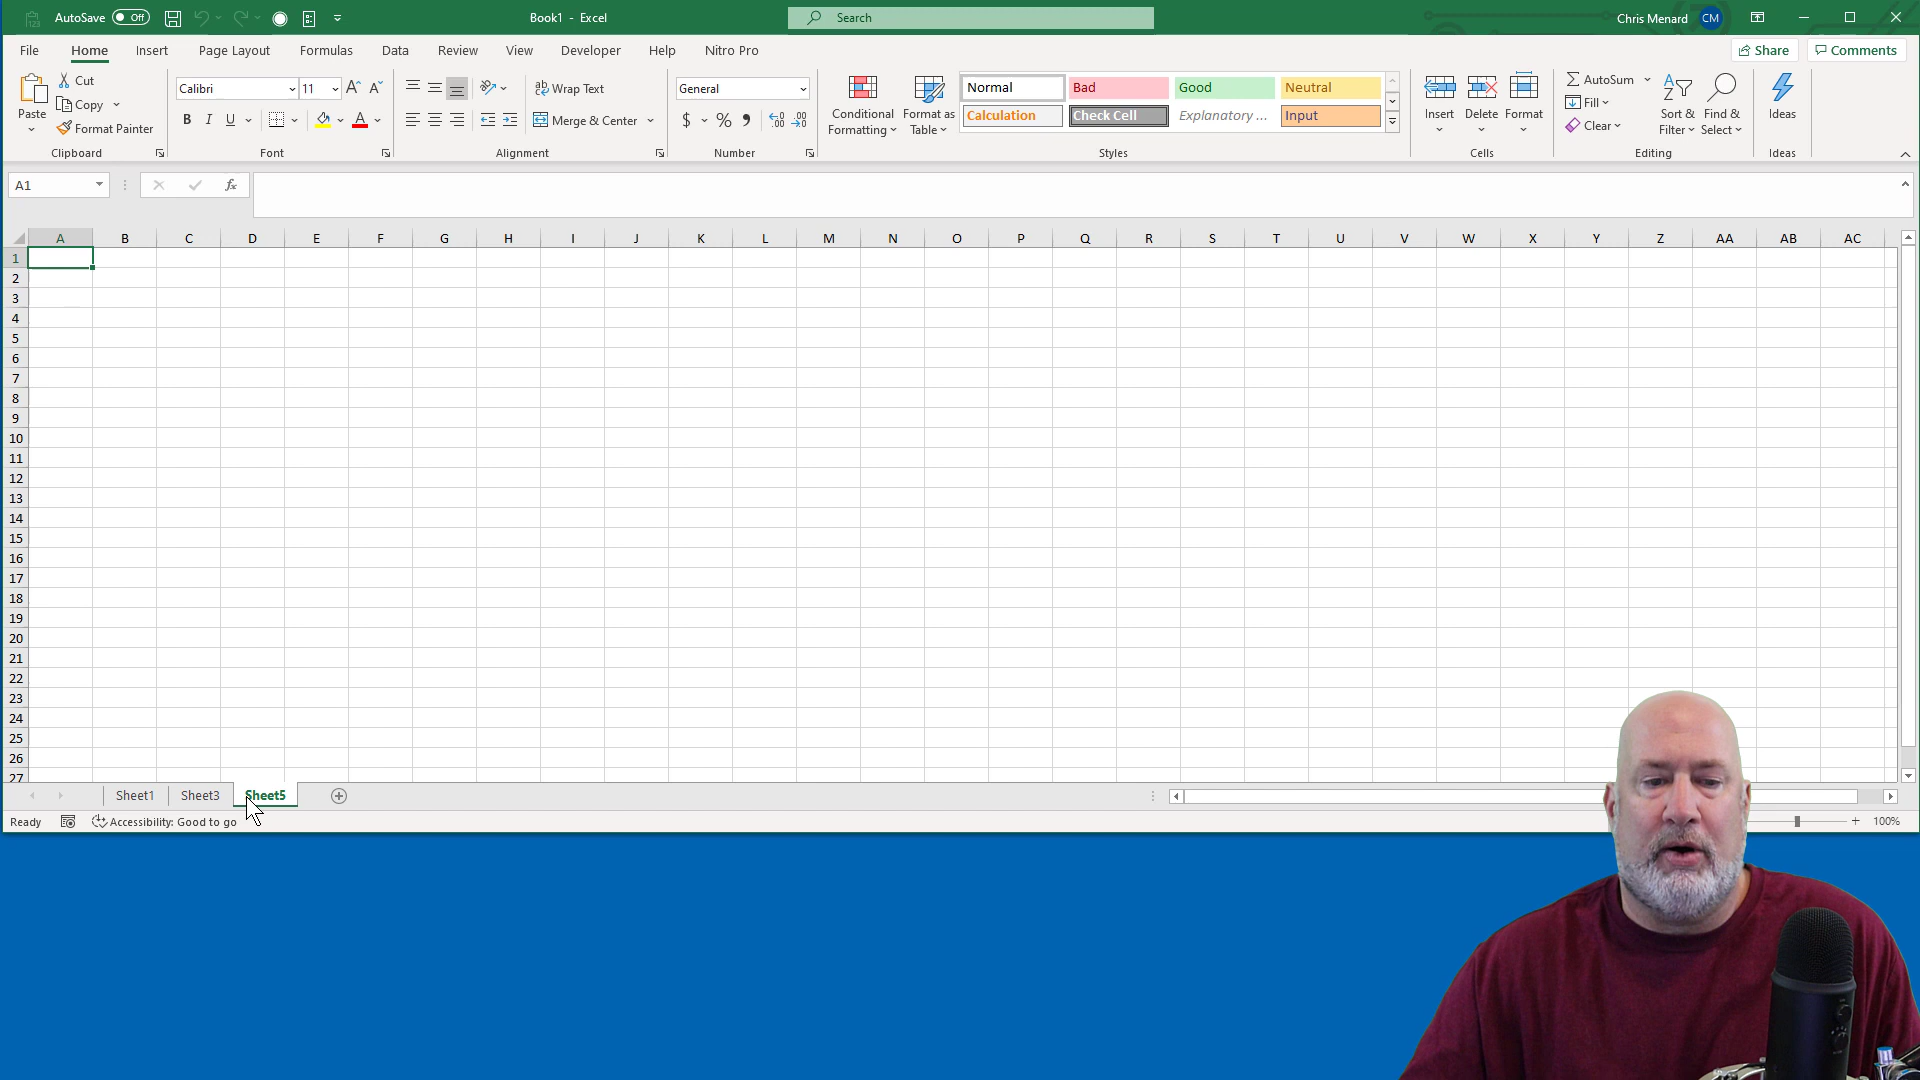 AutoSave Off Book1 - Excel Search Chris Menard CM
File Home Insert Page Layout Formulas Data Review View Developer Help Nitro Pro Share Comments
Paste Cut Copy Format Painter Clipboard
Calibri 11 B I U A Font
Wrap Text Merge & Center Alignment
General $ % Number
Conditional Formatting Format as Table
Normal Bad Good Neutral
Calculation Check Cell Explanatory ... Input
Styles
Insert Delete Format Cells
AutoSum Fill Clear Sort & Filter Find & Select Editing
Ideas Ideas
A1 fx
A B C D E F G H I J K L M N O P Q R S T U V W X Y Z AA AB AC
1
2
3
4
5
6
7
8
9
10
11
12
13
14
15
16
17
18
19
20
21
22
23
24
25
26
27
Sheet1 Sheet3 Sheet5
Ready Accessibility: Good to go 100%